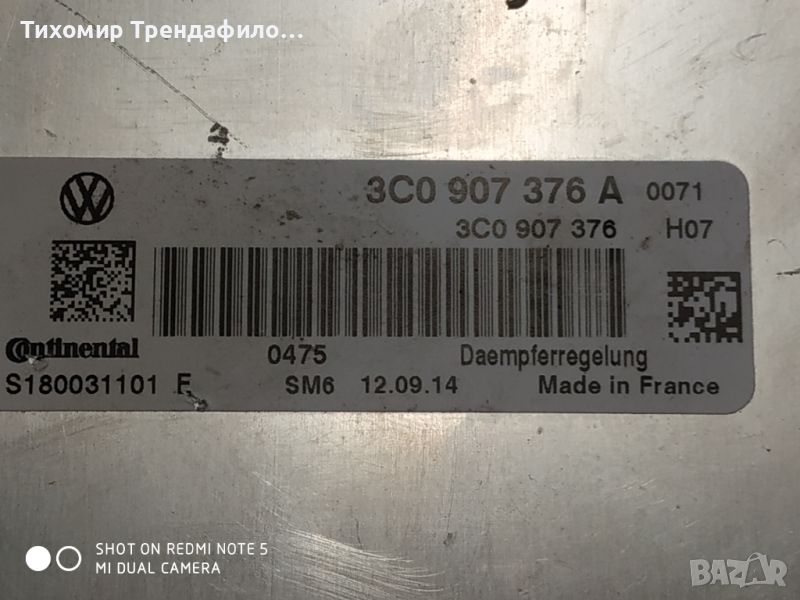 Тихомир Трендафило...
3C0 907 376 A 0071
3C0 907 376 H07
Continental
0475 Daempferregelung
S180031101 F SM6 12.09.14 Made in France
SHOT ON REDMI NOTE 5
MI DUAL CAMERA
BAZAR